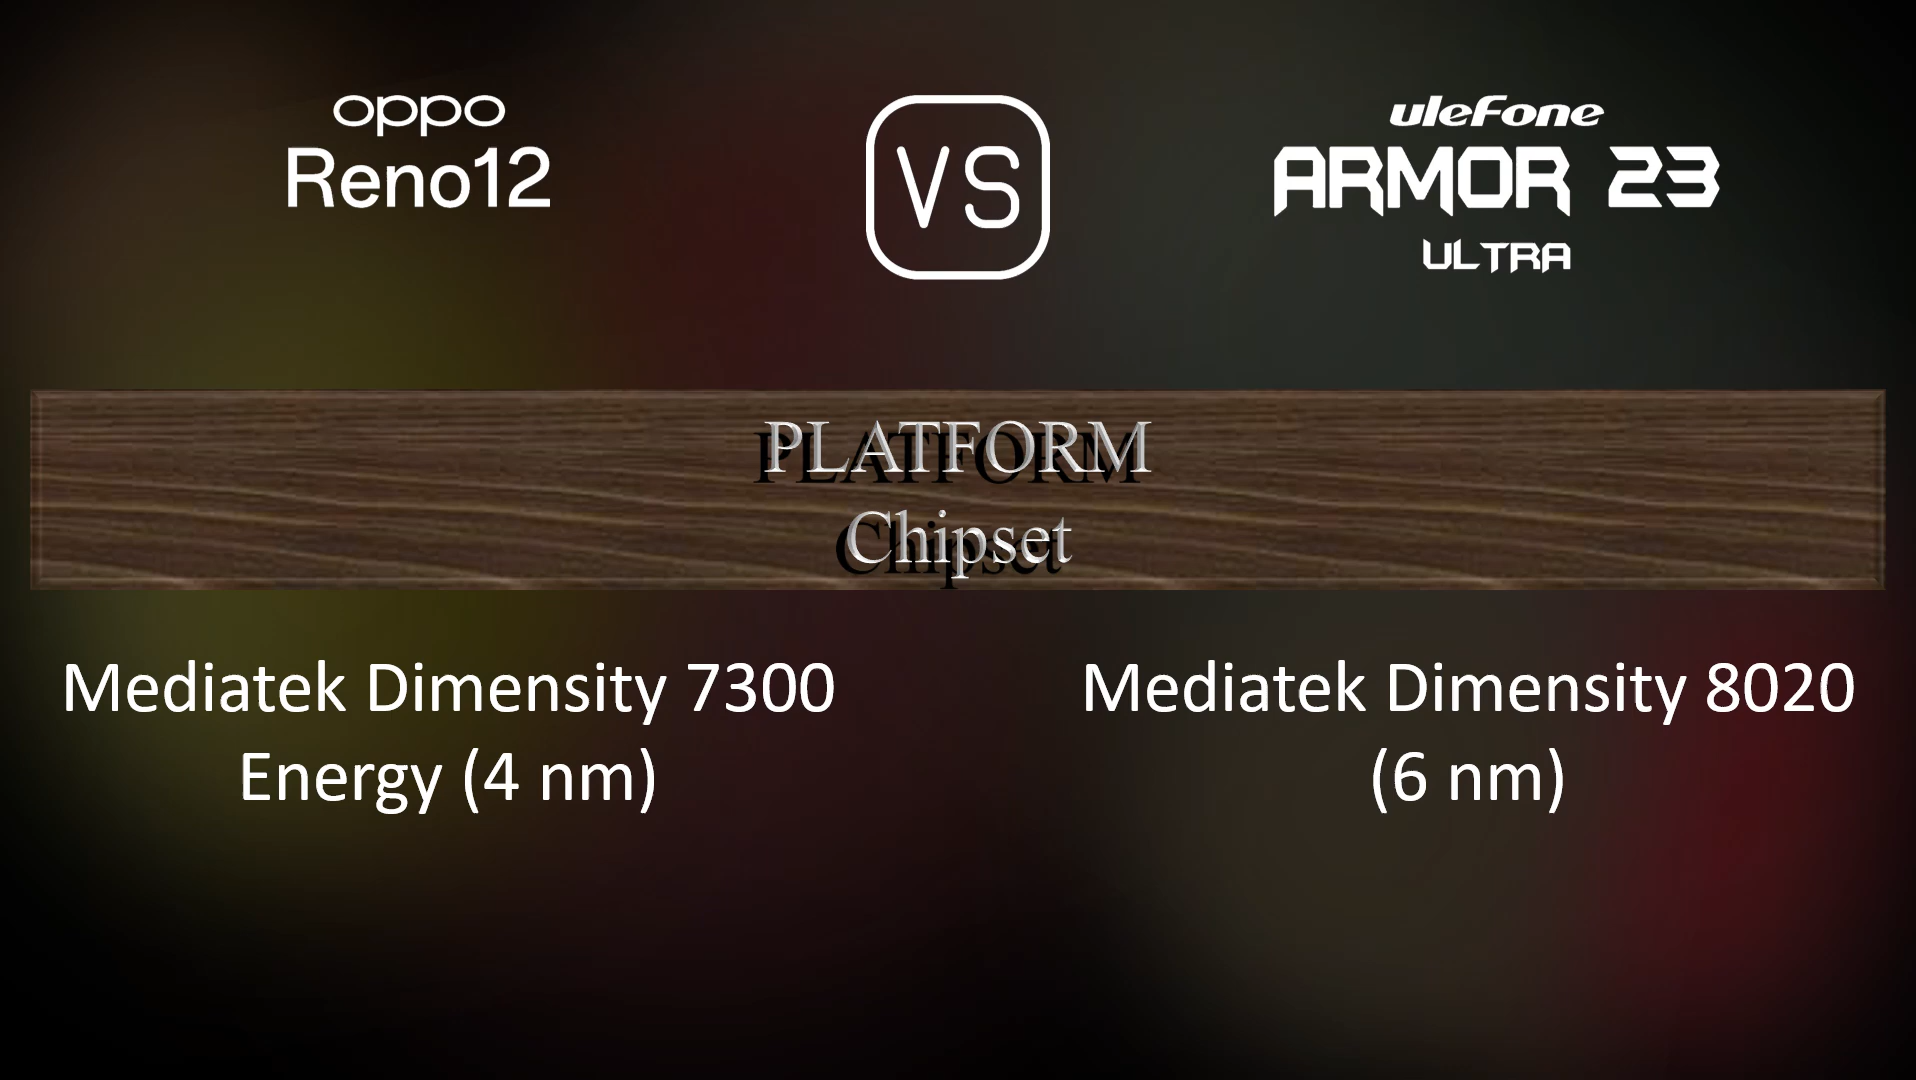 oppo
Reno12
VS
uleFone
ARMOR 23
ULTRA
PLATFORM
Chipset
Mediatek Dimensity 7300
Energy (4 nm)
Mediatek Dimensity 8020
(6 nm)